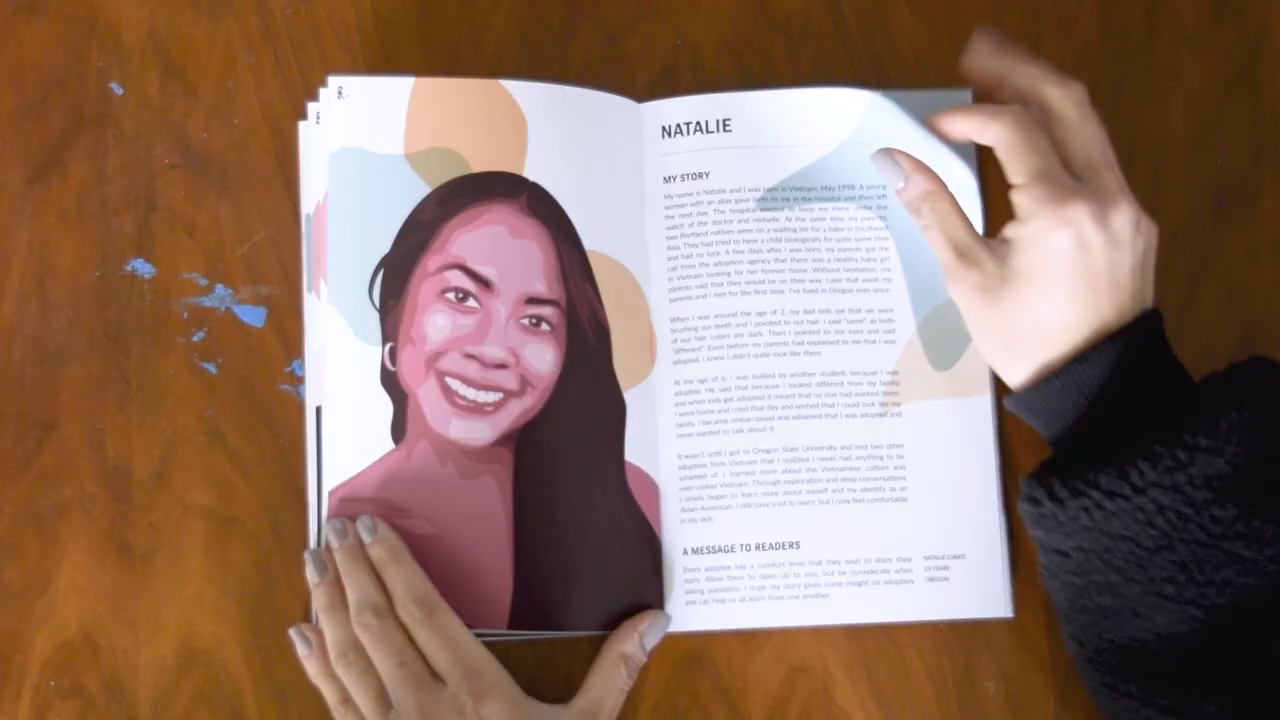 NATALIE
MY STORY
My name is Natalie and I was born in Vietnam, May 1998. A young
woman with an alias gave birth to me in the hospital and then left
the next day. The hospital elected to keep me there under the
watch of the doctor and midwife. At the same time my parents,
two Portland natives were on a waiting list for a baby in Southeast
Asia. They had tried to have a child biologically for quite some time
and had no luck. A few days after I was born, my parents got the
call from the adoption agency that there was a healthy baby girl
in Vietnam looking for her forever home. Without hesitation, my
parents said that they would be on their way. Later that week my
parents and I met for the first time. I've lived in Oregon ever since.
When I was around the age of 2, my dad tells me that we were
brushing our teeth and I pointed to our hair. I said "same", as both
of our hair colors are dark. Then I pointed to our eyes and said
"different". Even before my parents had explained to me that I was
adopted, I knew I didn't quite look like them.
At the age of 6, I was bullied by another student, because I was
adopted. He said that because I looked different from my family
and when kids get adopted it meant that no one had wanted them.
I went home and cried that day and wished that I could look like my
family. I became embarrassed and ashamed that I was adopted and
never wanted to talk about it.
It wasn't until I got to Oregon State University and met two other
adoptees from Vietnam that I realized I never had anything to be
ashamed of. I learned more about the Vietnamese culture and
even visited Vietnam. Through exploration and deep conversations
I slowly began to learn more about myself and my identity as an
Asian-American. I still have a lot to learn, but I now feel comfortable
in my skin.
A MESSAGE TO READERS
Every adoptee has a comfort level that they wish to share their
story. Allow them to open up to you, but be considerate when
asking questions. I hope my story gives some insight on adoption
and can help us all learn from one another.
NATALIE
YEARS
OREGON